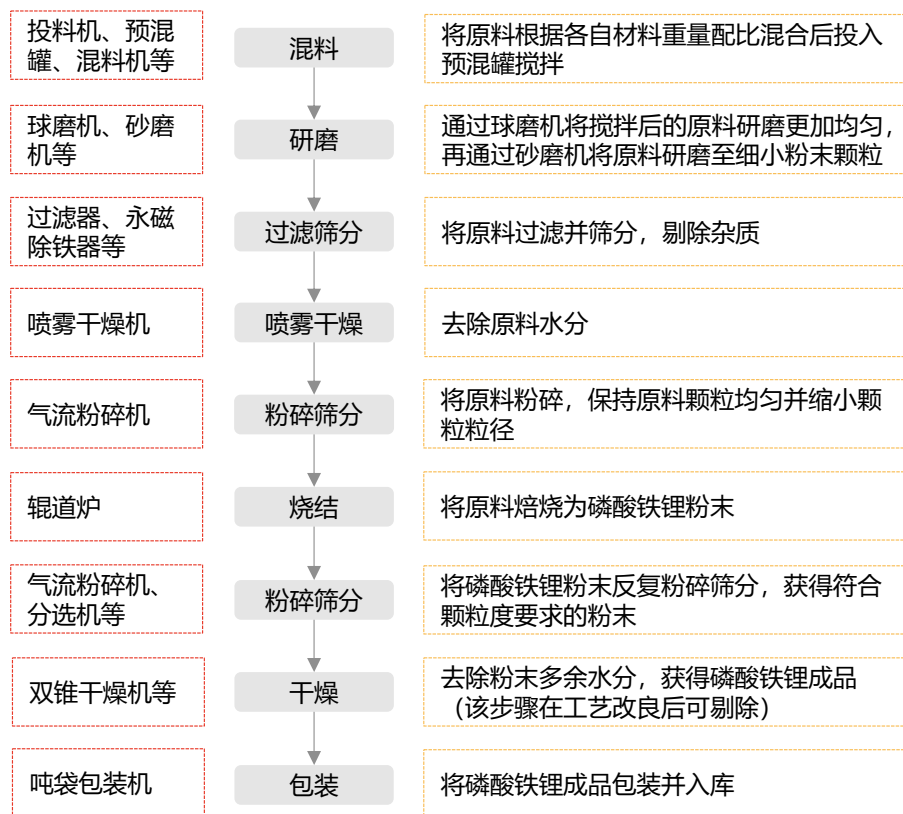 投料机、预混
罐、混料机等
混料
将原料根据各自材料重量配比混合后投入
预混罐搅拌
球磨机、砂磨
机等
研磨
通过球磨机将搅拌后的原料研磨更加均匀，
再通过砂磨机将原料研磨至细小粉末颗粒
过滤器、永磁
除铁器等
过滤筛分
将原料过滤并筛分，剔除杂质
喷雾干燥机
喷雾干燥
去除原料水分
气流粉碎机
粉碎筛分
将原料粉碎，保持原料颗粒均匀并缩小颗
粒粒径
辊道炉
烧结
将原料焙烧为磷酸铁锂粉末
气流粉碎机、
分选机等
粉碎筛分
将磷酸铁锂粉末反复粉碎筛分，获得符合
颗粒度要求的粉末
双锥干燥机等
干燥
去除粉末多余水分，获得磷酸铁锂成品
（该步骤在工艺改良后可剔除）
吨袋包装机
包装
将磷酸铁锂成品包装并入库